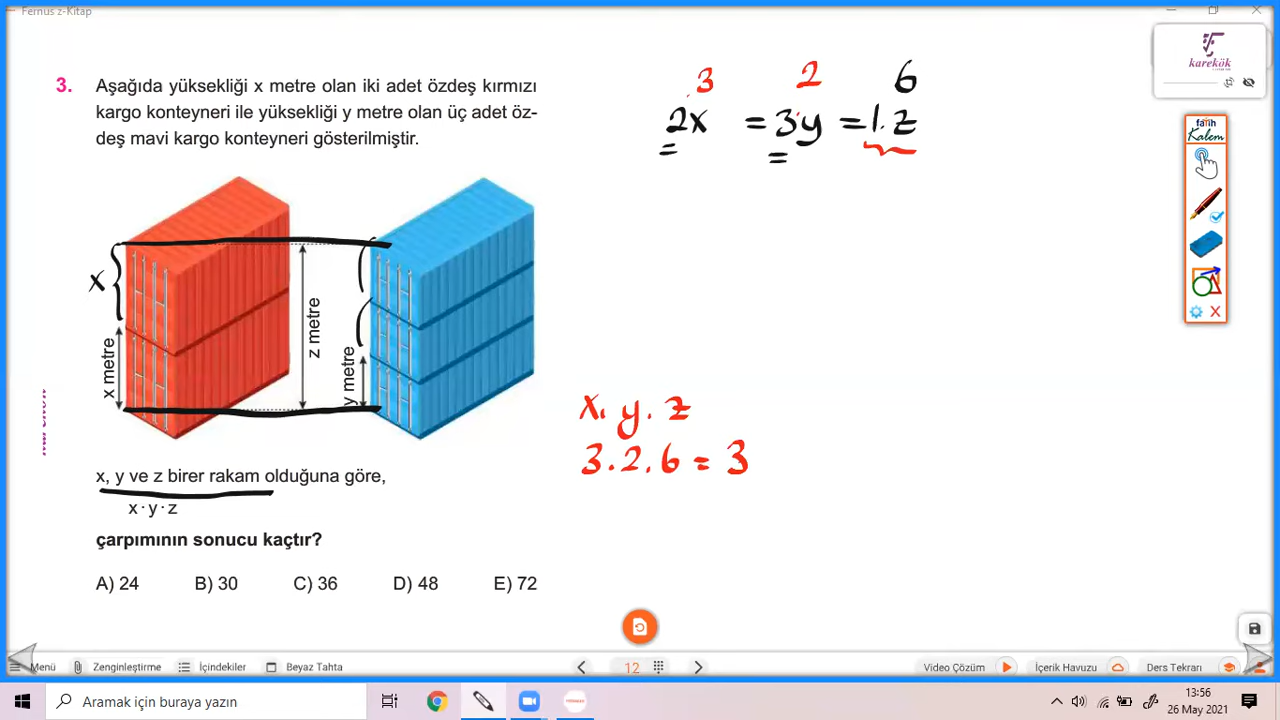 Fernus z-Kitap
3. Aşağıda yüksekliği x metre olan iki adet özdeş kırmızı
kargo konteyneri ile yüksekliği y metre olan üç adet öz-
deş mavi kargo konteyneri gösterilmiştir.
3 2 6
2x = 3y = 1.z
karekök
fatih
Kalem
x
x metre
z metre
y metre
x. y. z
3.2.6 = 3
x, y ve z birer rakam olduğuna göre,
x·y·z
çarpımının sonucu kaçtır?
A) 24 B) 30 C) 36 D) 48 E) 72
Menü Zenginleştirme İçindekiler Beyaz Tahta 12 Video Çözüm İçerik Havuzu Ders Tekrarı
Aramak için buraya yazın
13:56
26 May 2021